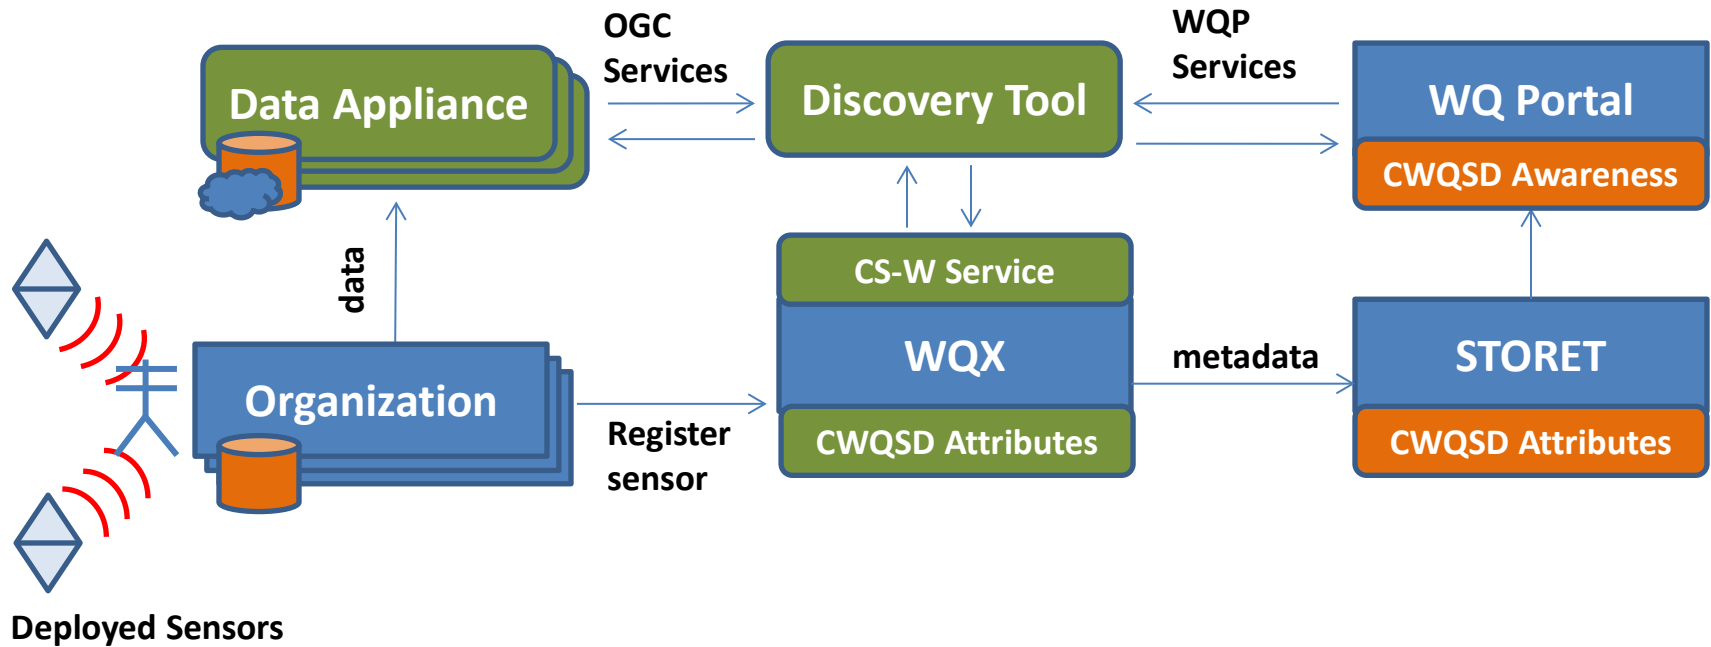 OGC
Services
WQP
Services
Data Appliance
Discovery Tool
WQ Portal
CWQSD Awareness
data
CS-W Service
Organization
Register
sensor
WQX
CWQSD Attributes
metadata
STORET
CWQSD Attributes
Deployed Sensors